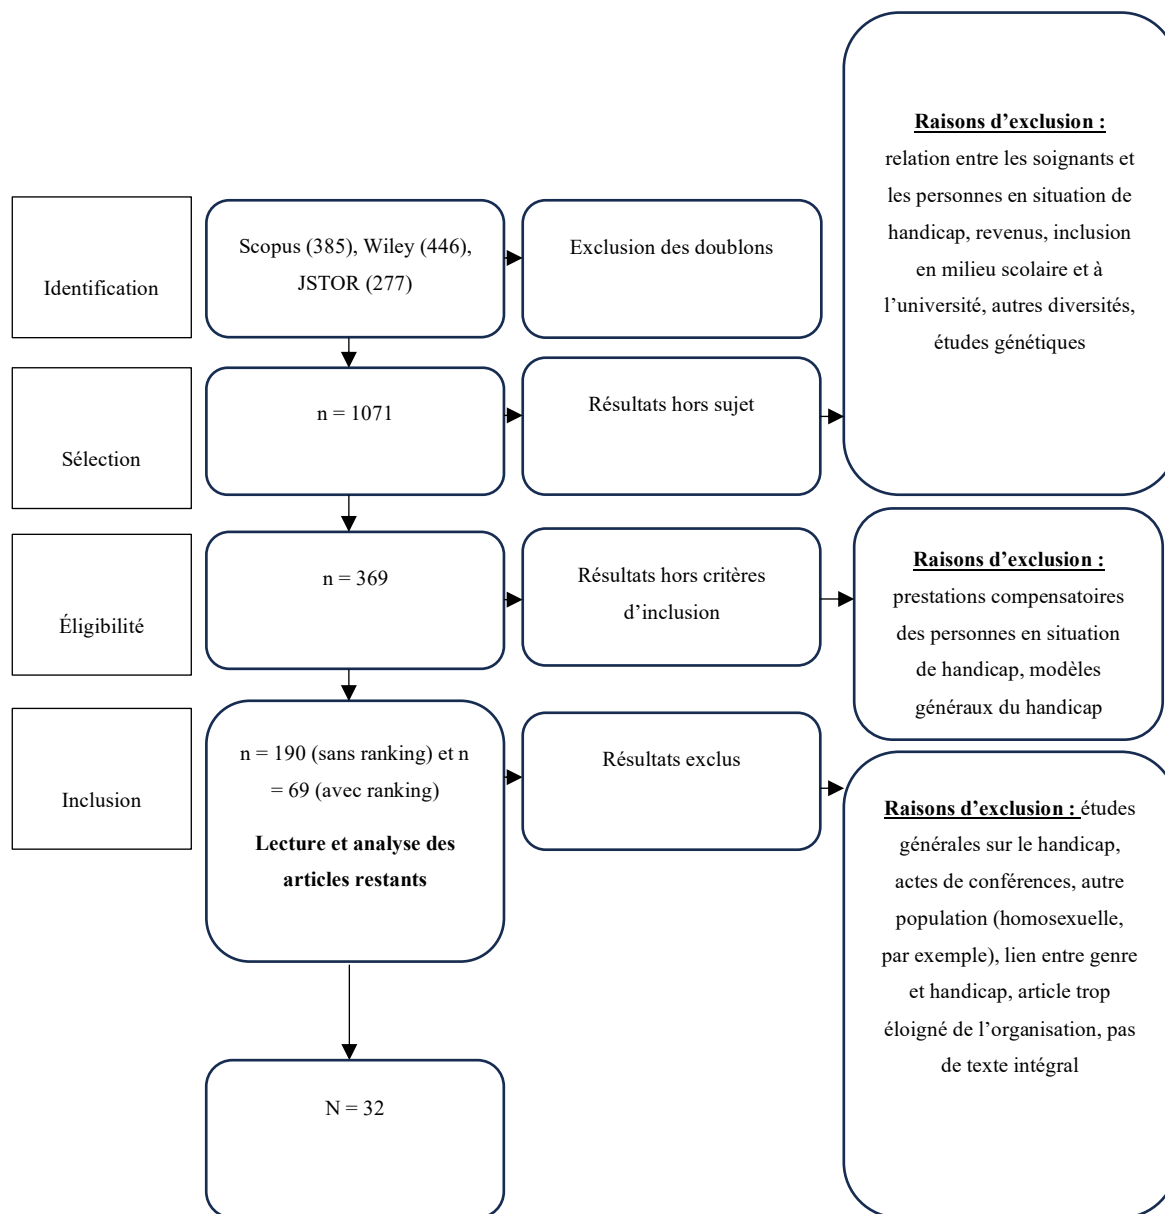 Identification
Scopus (385), Wiley (446),
JSTOR (277)
Exclusion des doublons
Raisons d’exclusion :
relation entre les soignants et
les personnes en situation de
handicap, revenus, inclusion
en milieu scolaire et à
l’université, autres diversités,
études génétiques
Sélection
n = 1071
Résultats hors sujet
Éligibilité
n = 369
Résultats hors critères
d’inclusion
Raisons d’exclusion :
prestations compensatoires
des personnes en situation
de handicap, modèles
généraux du handicap
Inclusion
n = 190 (sans ranking) et n
= 69 (avec ranking)
Lecture et analyse des
articles restants
Résultats exclus
Raisons d’exclusion : études
générales sur le handicap,
actes de conférences, autre
population (homosexuelle,
par exemple), lien entre genre
et handicap, article trop
éloigné de l’organisation, pas
de texte intégral
N = 32